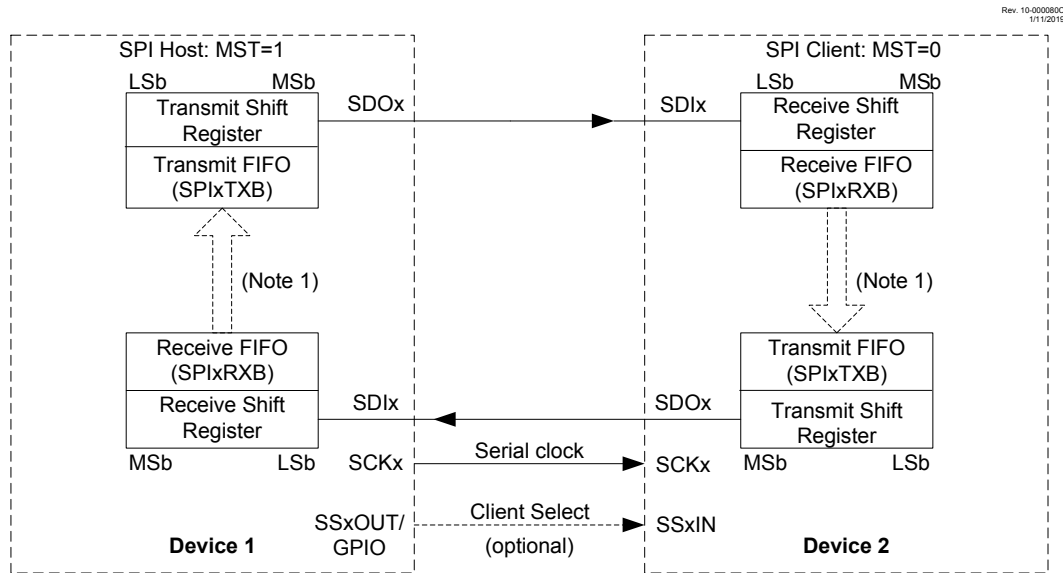 Rev. 10-000080C
1/11/2019
SPI Host: MST=1
LSb MSb
Transmit Shift
Register
Transmit FIFO
(SPIxTXB)
(Note 1)
Receive FIFO
(SPIxRXB)
Receive Shift
Register
MSb LSb
SDOx
SDIx
SCKx
SSxOUT/
GPIO
Device 1
Serial clock
Client Select
(optional)
SPI Client: MST=0
LSb MSb
SDIx
Receive Shift
Register
Receive FIFO
(SPIxRXB)
(Note 1)
Transmit FIFO
(SPIxTXB)
Transmit Shift
Register
MSb LSb
SDOx
SCKx
SSxIN
Device 2